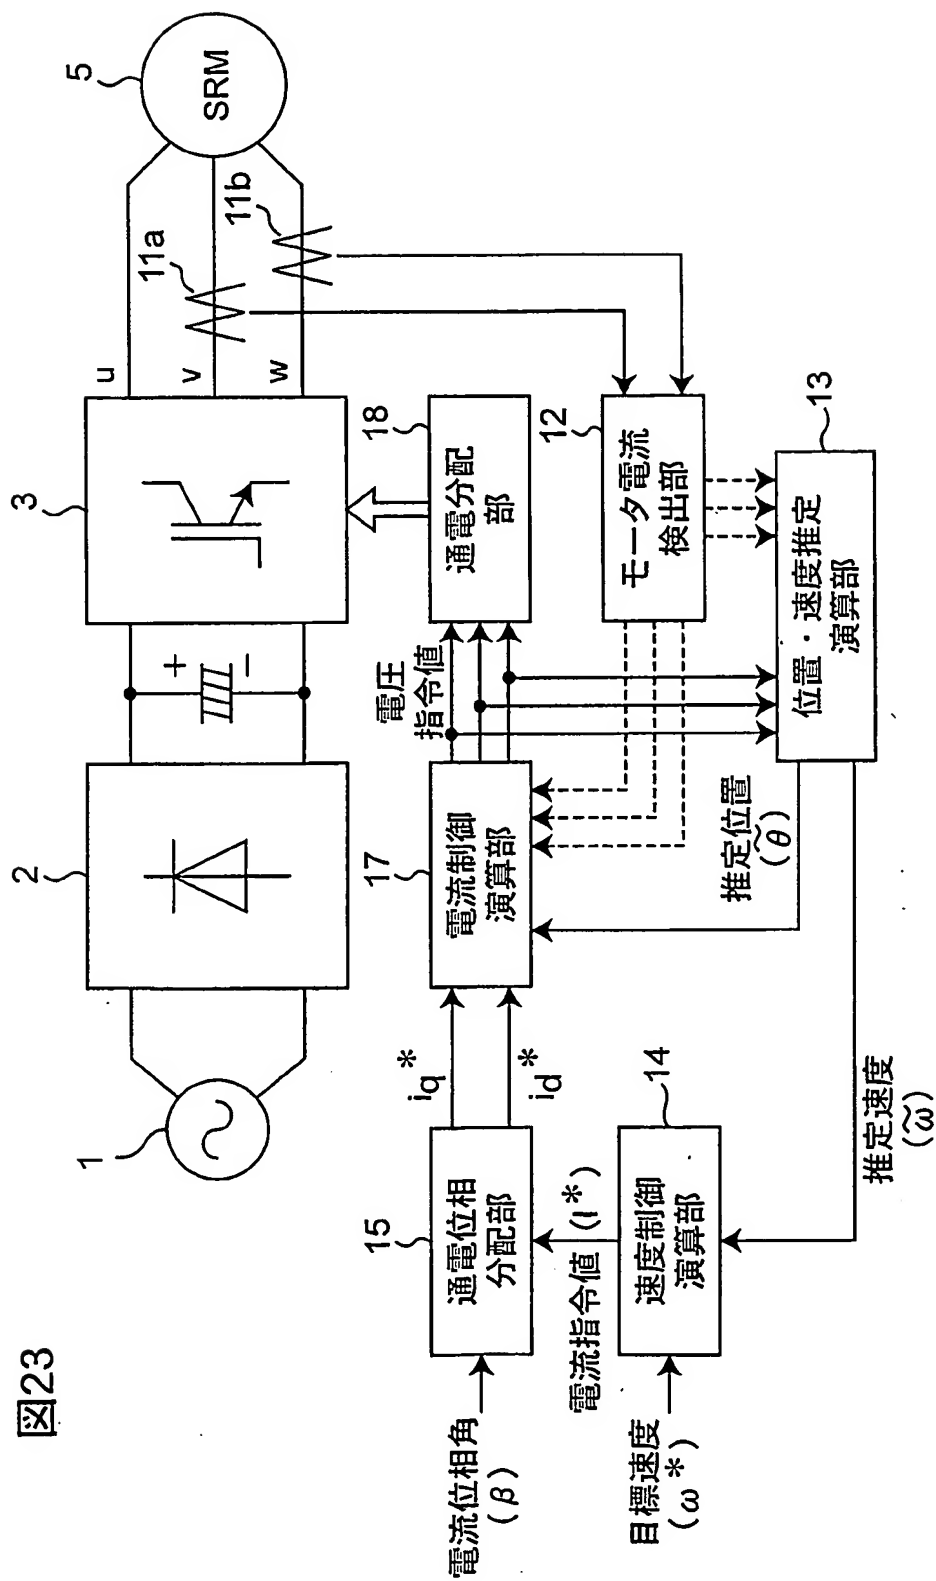 図23
1
2
3
5
SRM
+
−
u
v
w
11a
11b
電流位相角
(β)
15
通電位相
分配部
iq*
id*
17
電流制御
演算部
電圧
指令値
18
通電分配
部
12
モータ電流
検出部
目標速度
(ω*)
電流指令値 (I*)
14
速度制御
演算部
推定位置
(θ̃)
13
位置・速度推定
演算部
推定速度
(ω̃)